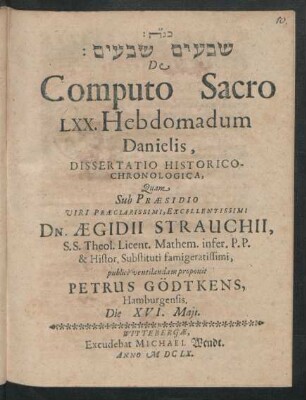 שבעים שבעים :
De
Computo Sacro
LXX. Hebdomadum
Danielis,
DISSERTATIO HISTORICO-
CHRONOLOGICA,
Quam
Sub PRÆSIDIO
VIRI PRÆCLARISSIMI, EXCELLENTISSIMI
DN. ÆGIDII STRAUCHII,
S.S. Theol. Licent. Mathem. infer. P.P.
& Histor. Substituti famigeratissimi,
publicè ventilandam proponit
PETRUS GÖDTKENS,
Hamburgensis.
Die XVI. Maji.
WITTEBERGÆ,
Excudebat MICHAEL Wendt.
ANNO M DC LX.